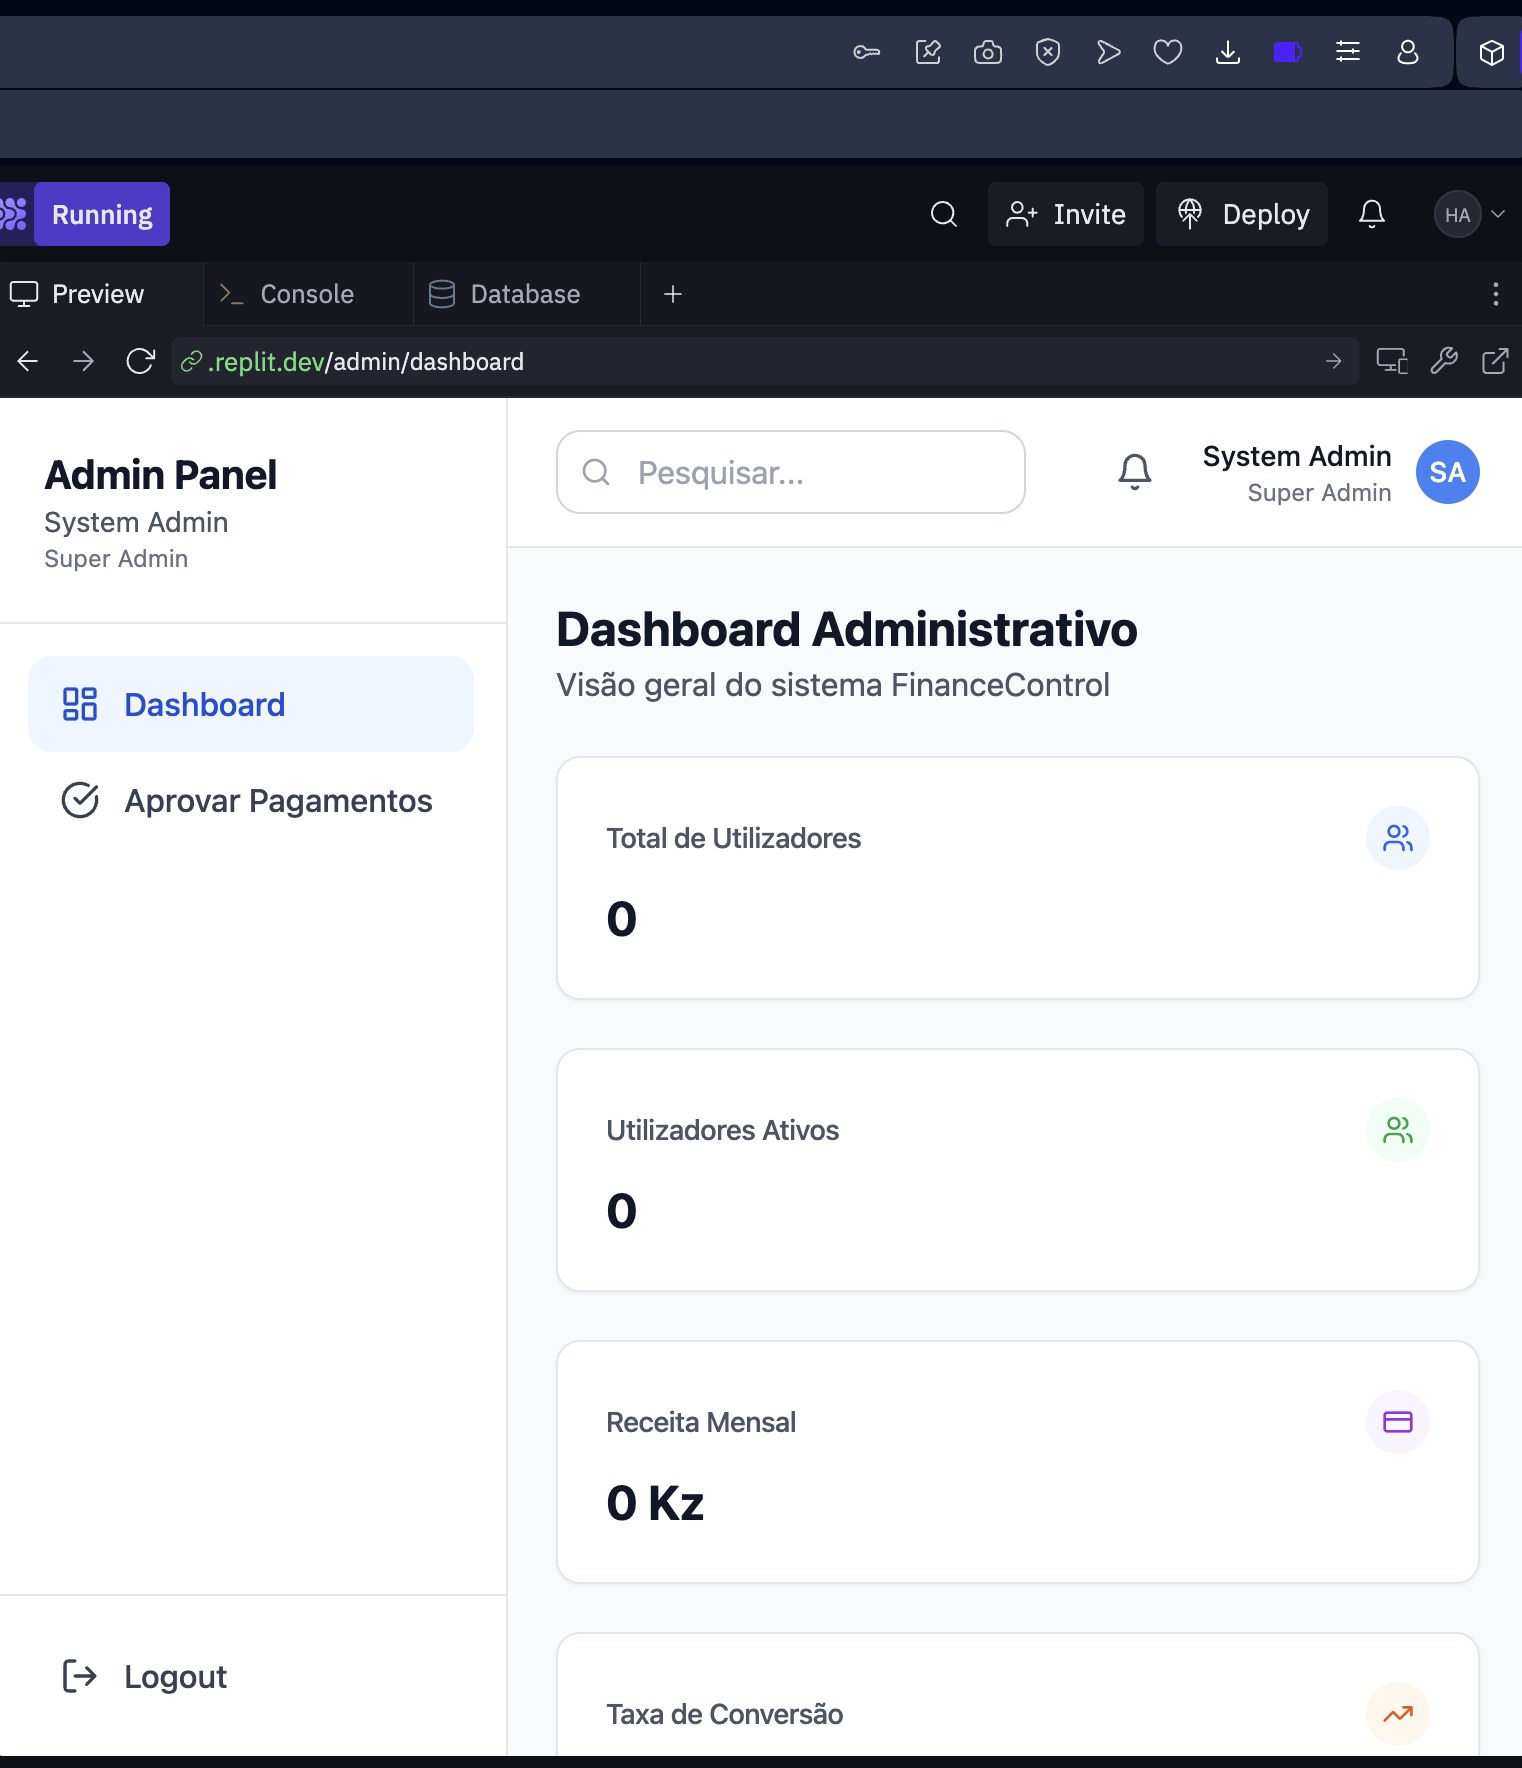 Running
Invite
Deploy
HA
Preview
Console
Database
.replit.dev/admin/dashboard
Admin Panel
System Admin
Super Admin
Dashboard
Aprovar Pagamentos
Logout
Pesquisar...
System Admin
Super Admin
SA
Dashboard Administrativo
Visão geral do sistema FinanceControl
Total de Utilizadores
0
Utilizadores Ativos
0
Receita Mensal
0 Kz
Taxa de Conversão